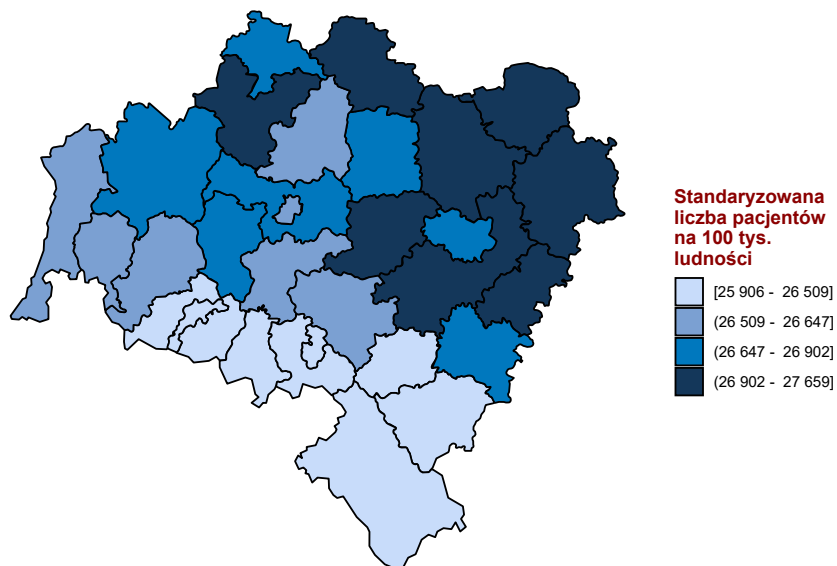 Standaryzowana
liczba pacjentów
na 100 tys.
ludności
[25 906 - 26 509]
(26 509 - 26 647]
(26 647 - 26 902]
(26 902 - 27 659]